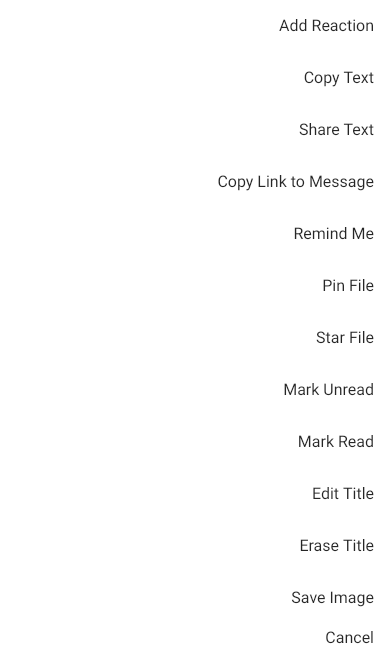 Add Reaction
Copy Text
Share Text
Copy Link to Message
Remind Me
Pin File
Star File
Mark Unread
Mark Read
Edit Title
Erase Title
Save Image
Cancel